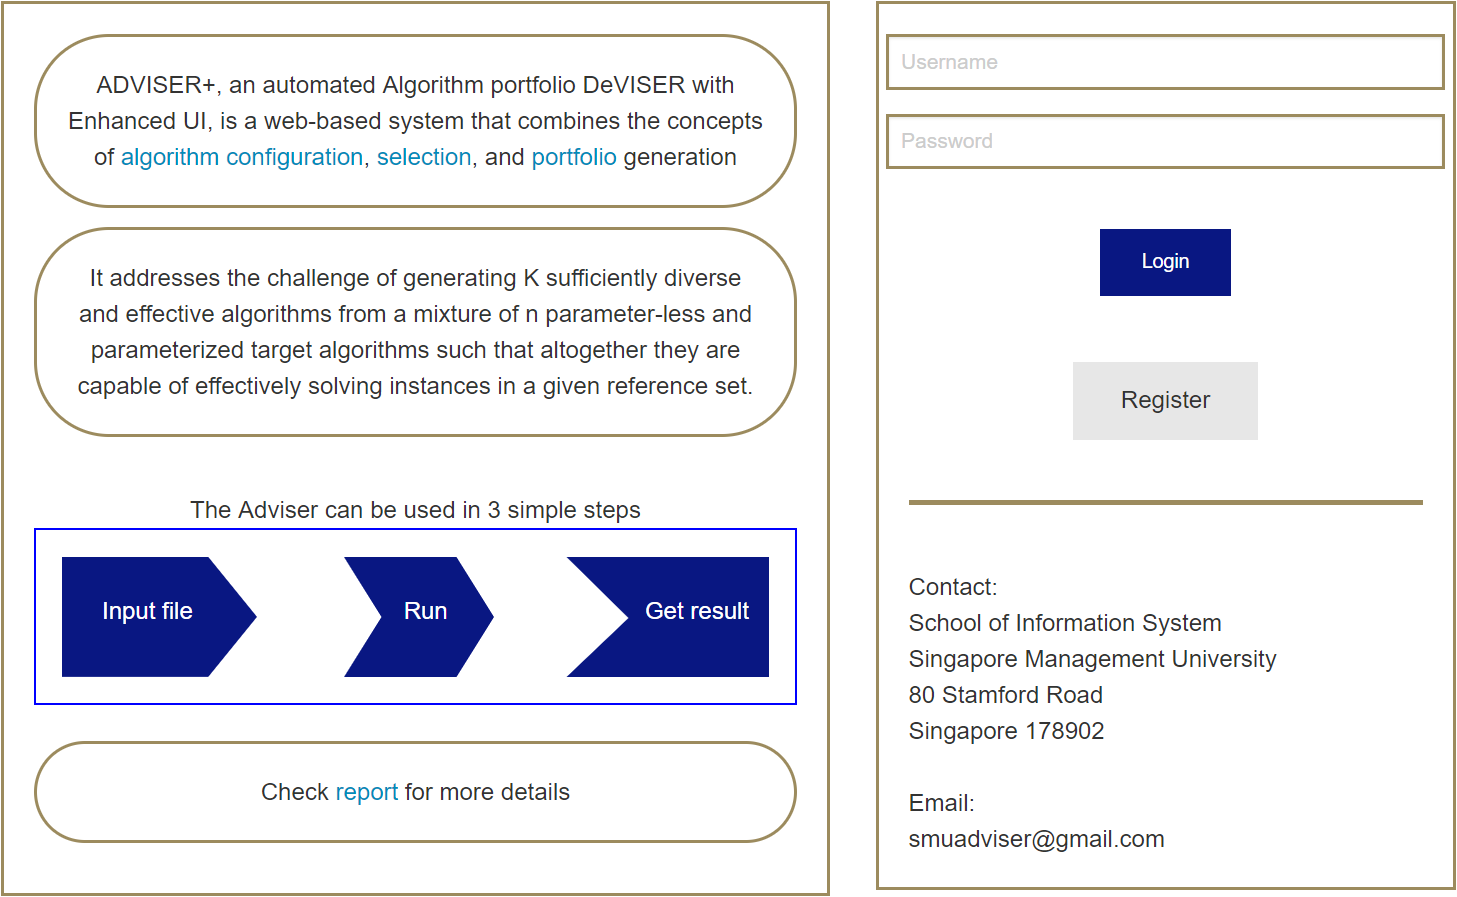 ADVISER+, an automated Algorithm portfolio DeVISER with
Enhanced UI, is a web-based system that combines the concepts
of algorithm configuration, selection, and portfolio generation
It addresses the challenge of generating K sufficiently diverse
and effective algorithms from a mixture of n parameter-less and
parameterized target algorithms such that altogether they are
capable of effectively solving instances in a given reference set.
The Adviser can be used in 3 simple steps
Input file
Run
Get result
Check report for more details
Username
Password
Login
Register
Contact:
School of Information System
Singapore Management University
80 Stamford Road
Singapore 178902
Email:
smuadviser@gmail.com